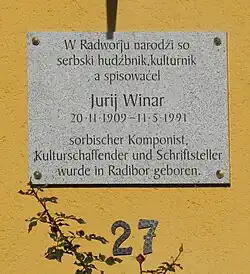 W Radworju narodźi so
serbski hudźbnik, kulturnik
a spisowaćel
Jurij Winar
20·11·1909 – 11·5·1991
sorbischer Komponist,
Kulturschaffender und Schriftsteller
wurde in Radibor geboren.
27